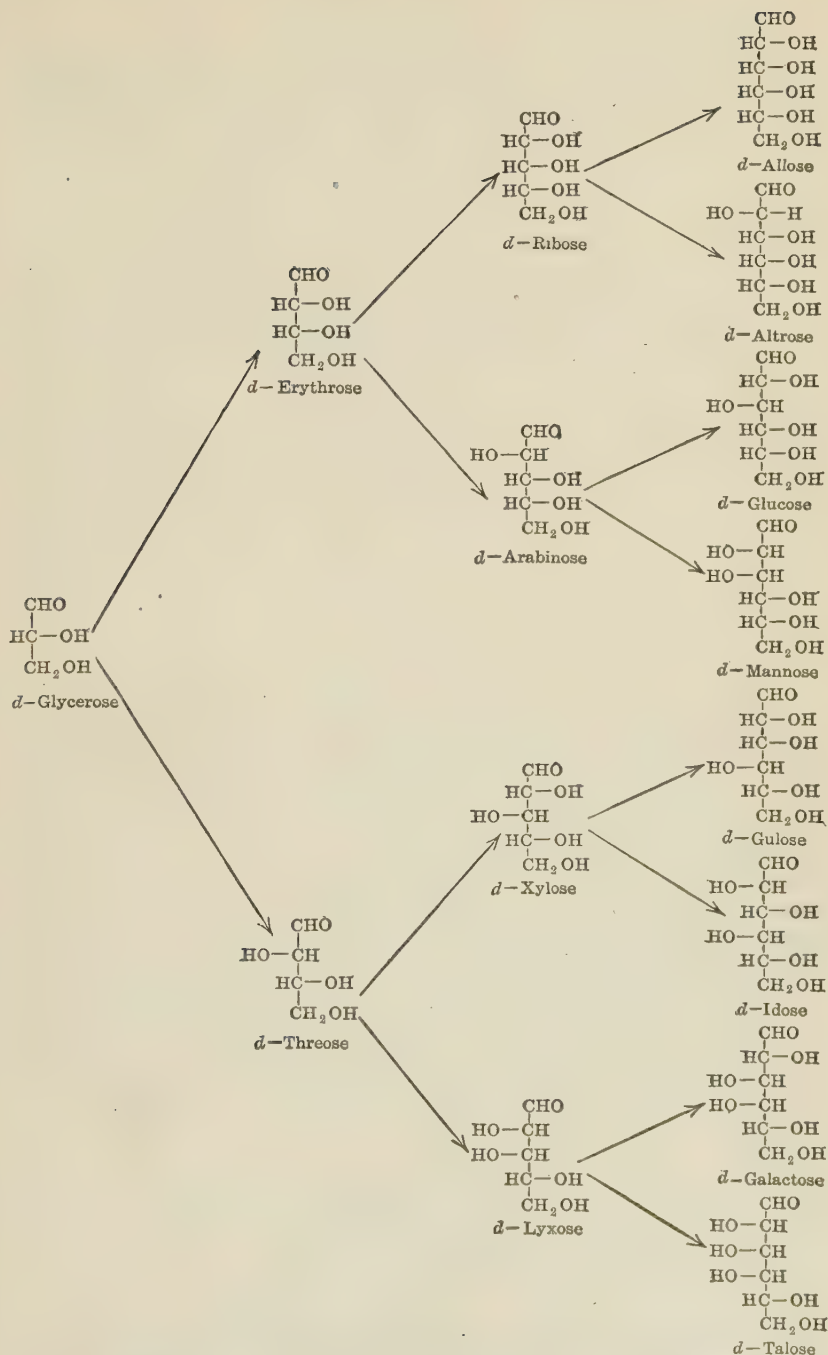 CHO
HC—OH
HC—OH
HC—OH
HC—OH
CH₂OH
d—Allose
CHO
HO—C—H
HC—OH
HC—OH
HC—OH
CH₂OH
d—Altrose
CHO
HC—OH
HO—CH
HC—OH
HC—OH
CH₂OH
d—Glucose
CHO
HO—CH
HO—CH
HC—OH
HC—OH
CH₂OH
d—Mannose
CHO
HC—OH
HC—OH
HO—CH
HC—OH
CH₂OH
d—Gulose
CHO
HO—CH
HC—OH
HO—CH
HC—OH
CH₂OH
d—Idose
CHO
HC—OH
HO—CH
HO—CH
HC—OH
CH₂OH
d—Galactose
CHO
HO—CH
HO—CH
HO—CH
HC—OH
CH₂OH
d—Talose
CHO
HC—OH
HC—OH
HC—OH
CH₂OH
d—Ribose
CHO
HO—CH
HC—OH
HC—OH
CH₂OH
d—Arabinose
CHO
HC—OH
HO—CH
HC—OH
CH₂OH
d—Xylose
CHO
HO—CH
HO—CH
HC—OH
CH₂OH
d—Lyxose
CHO
HC—OH
HC—OH
CH₂OH
d—Erythrose
CHO
HO—CH
HC—OH
CH₂OH
d—Threose
CHO
HC—OH
CH₂OH
d—Glycerose